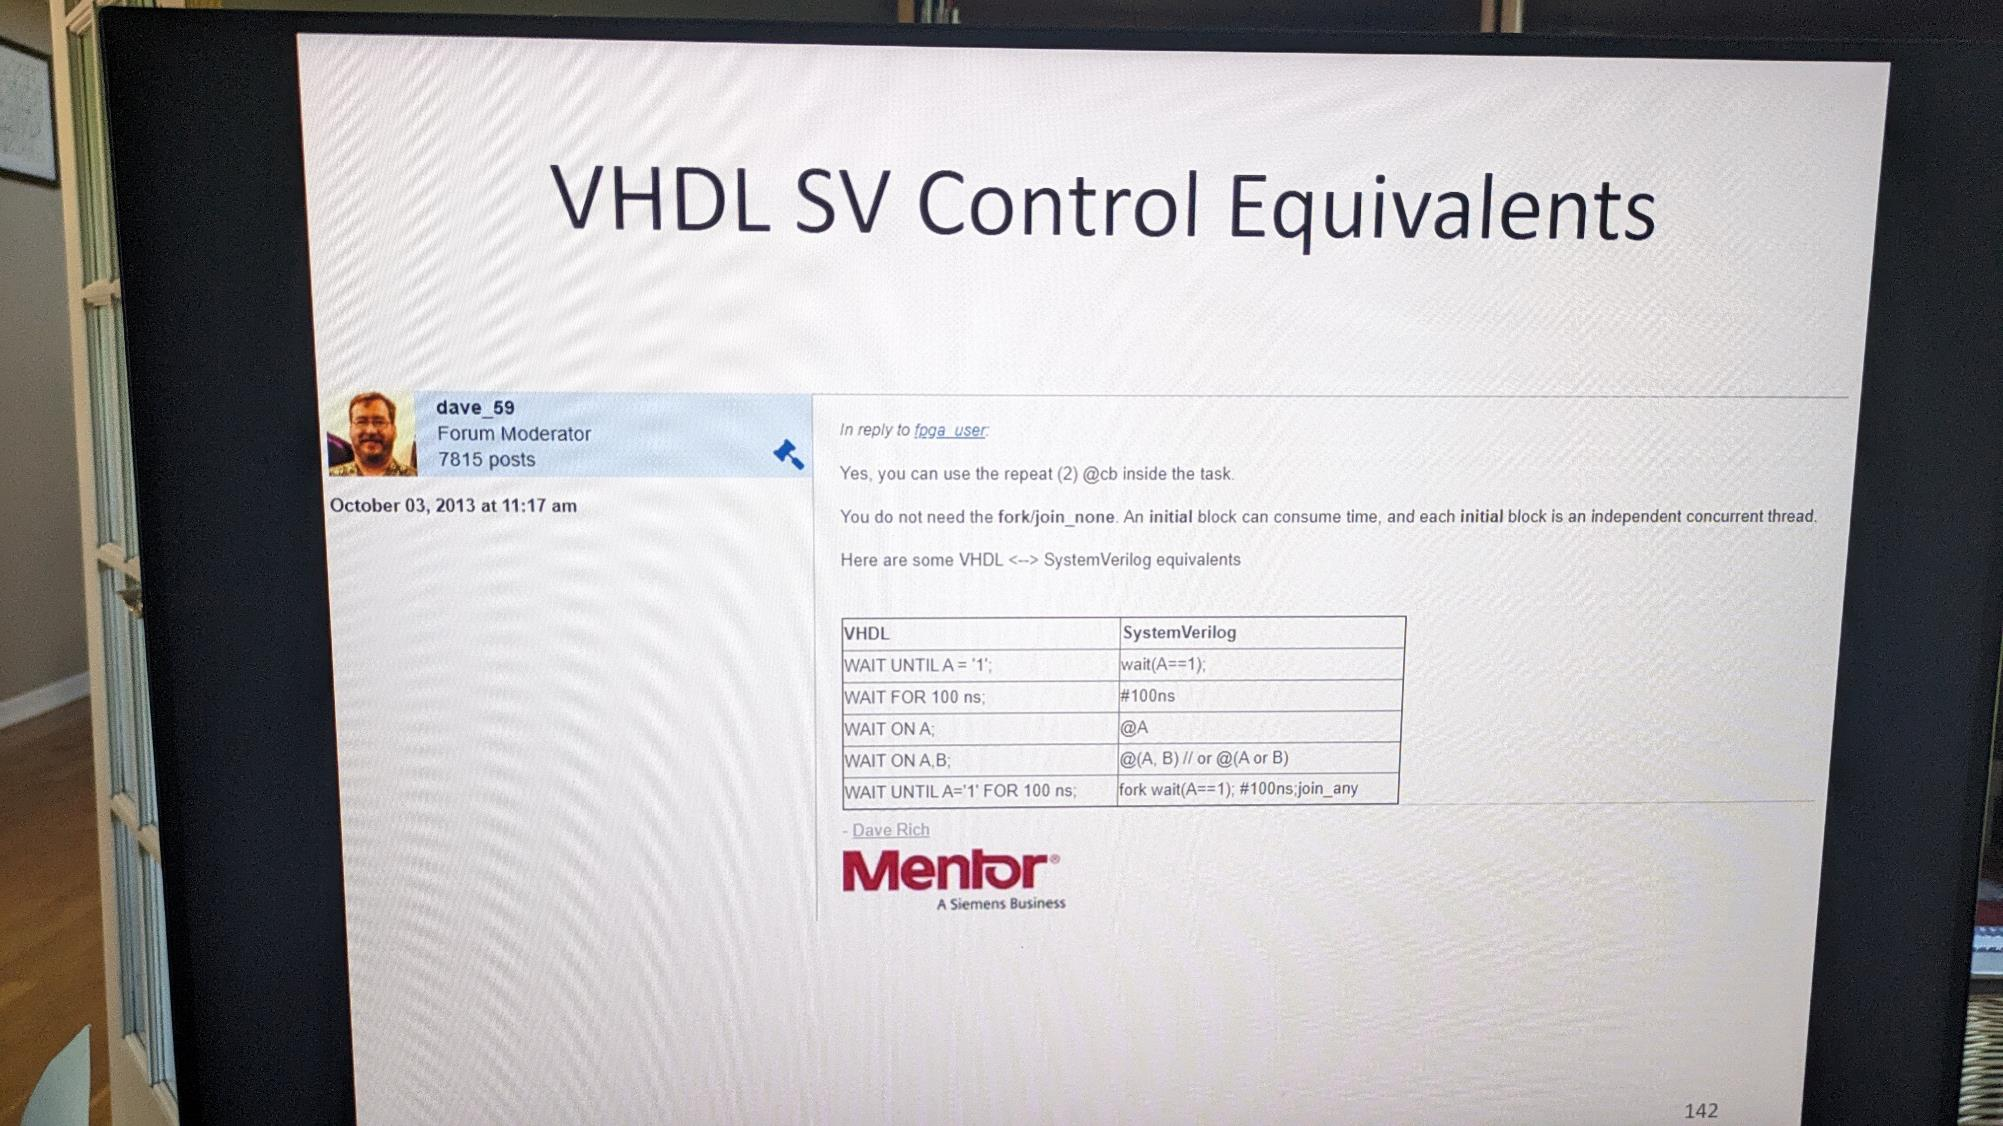 VHDL SV Control Equivalents
dave_59
Forum Moderator
7815 posts
October 03, 2013 at 11:17 am
In reply to fpga_user:
Yes, you can use the repeat (2) @cb inside the task.
You do not need the fork/join_none. An initial block can consume time, and each initial block is an independent concurrent thread.
Here are some VHDL <--> SystemVerilog equivalents
VHDL SystemVerilog
WAIT UNTIL A = '1'; wait(A==1);
WAIT FOR 100 ns; #100ns
WAIT ON A; @A
WAIT ON A,B; @(A, B) // or @(A or B)
WAIT UNTIL A='1' FOR 100 ns; fork wait(A==1); #100ns;join_any
- Dave Rich
Mentor®
A Siemens Business
142